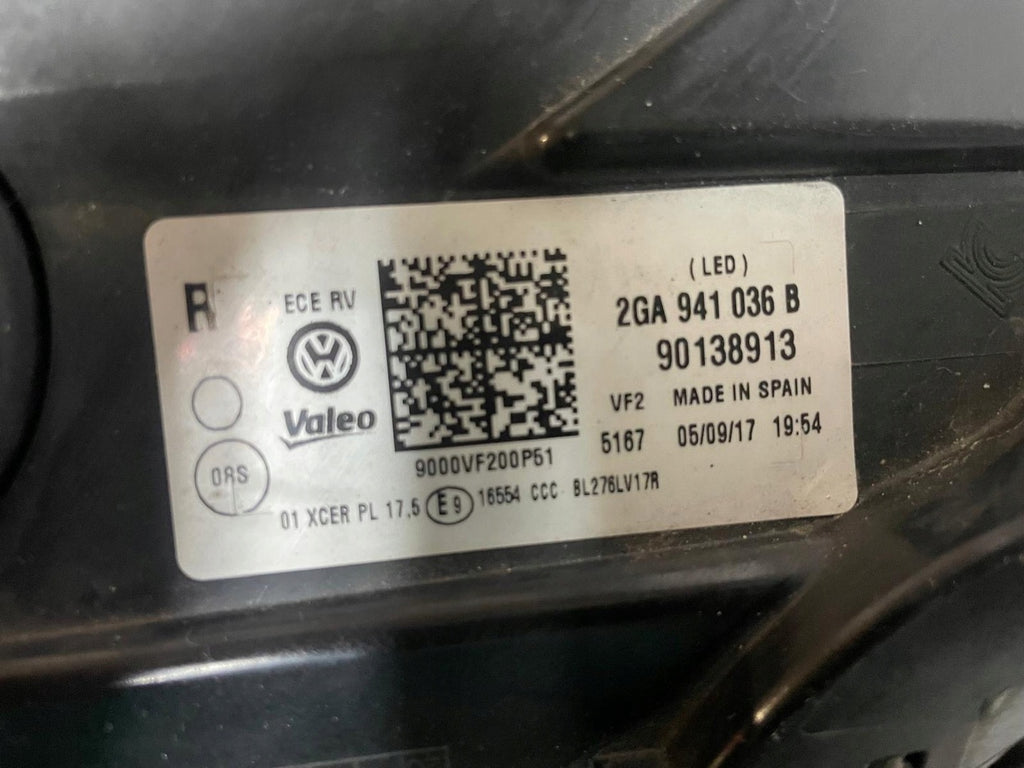 R
ECE RV
Valeo
08S
9000VF200P51
01 XCER PL 17,5 E9 16554 CCC BL276LV17R
(LED)
2GA 941 036 B
90138913
VF2 MADE IN SPAIN
5167 05/09/17 19:54